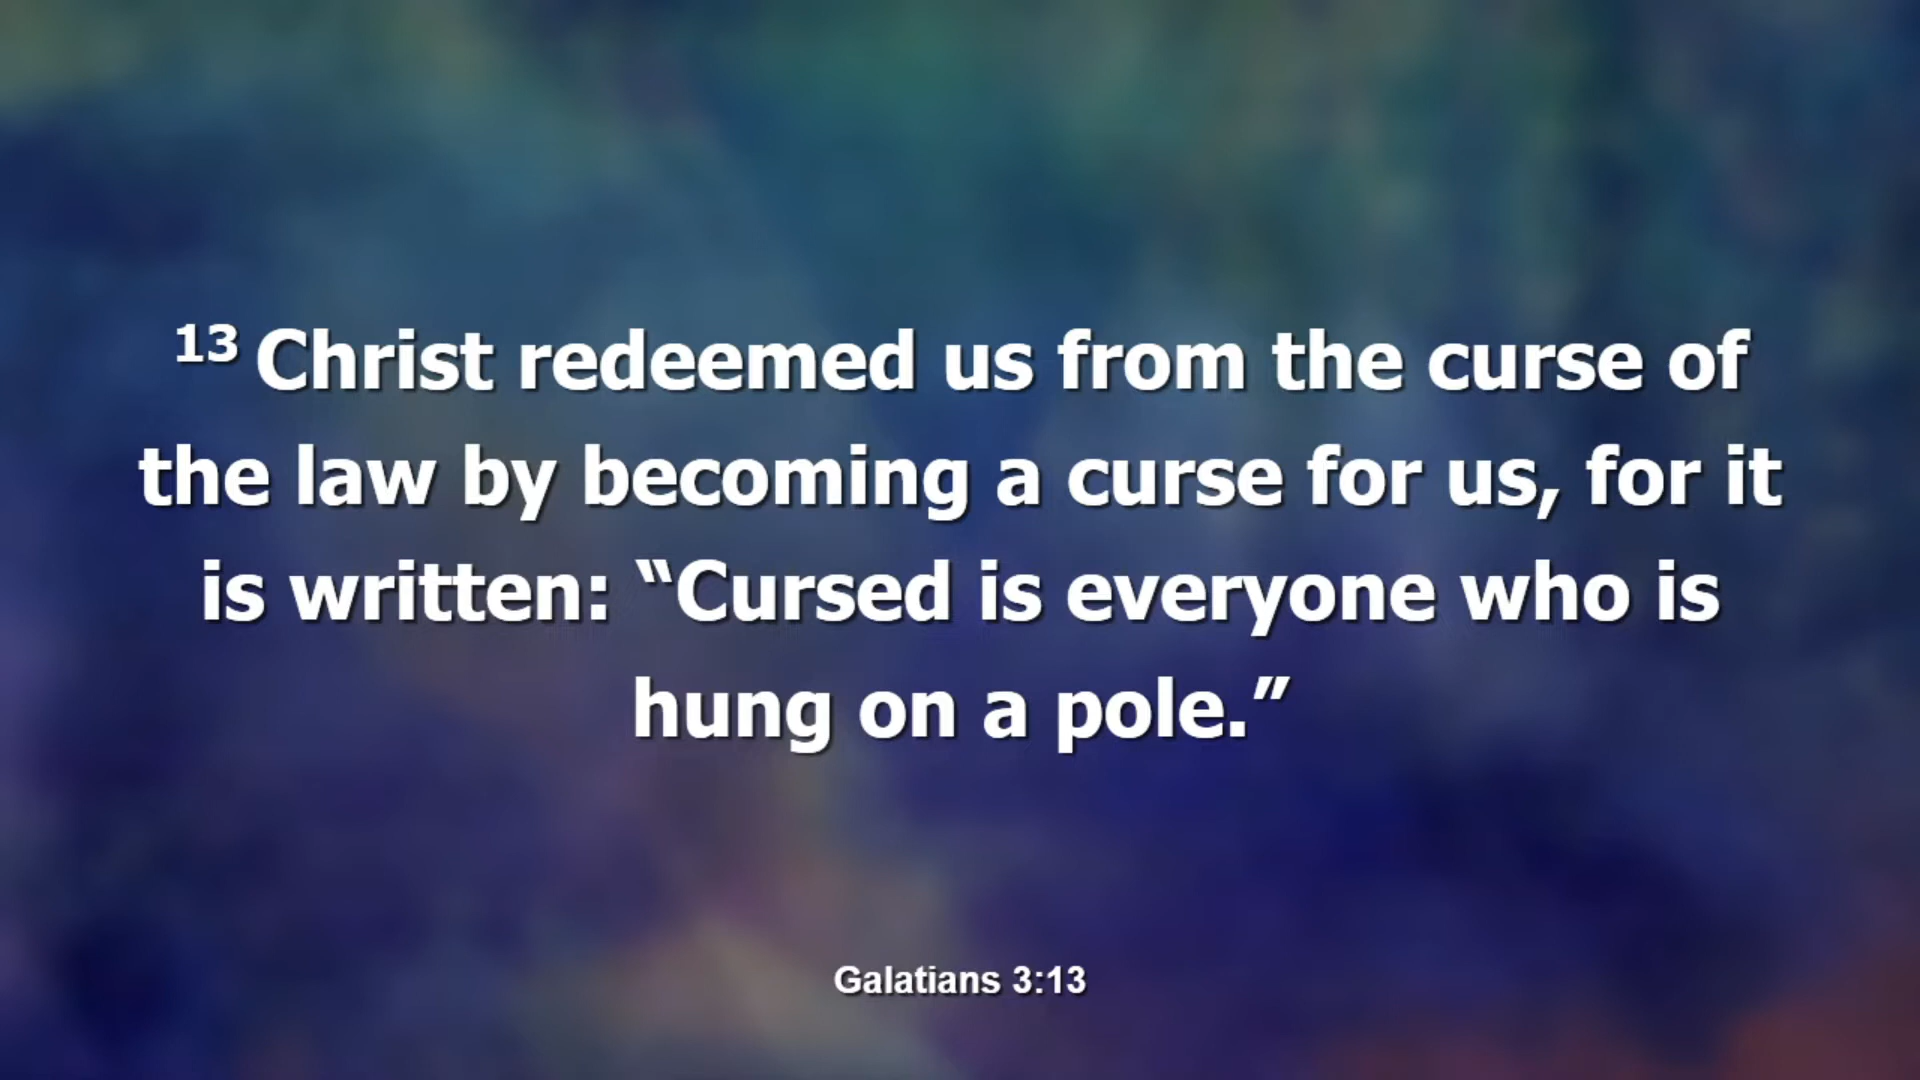 13 Christ redeemed us from the curse of
the law by becoming a curse for us, for it
is written: “Cursed is everyone who is
hung on a pole.”
Galatians 3:13